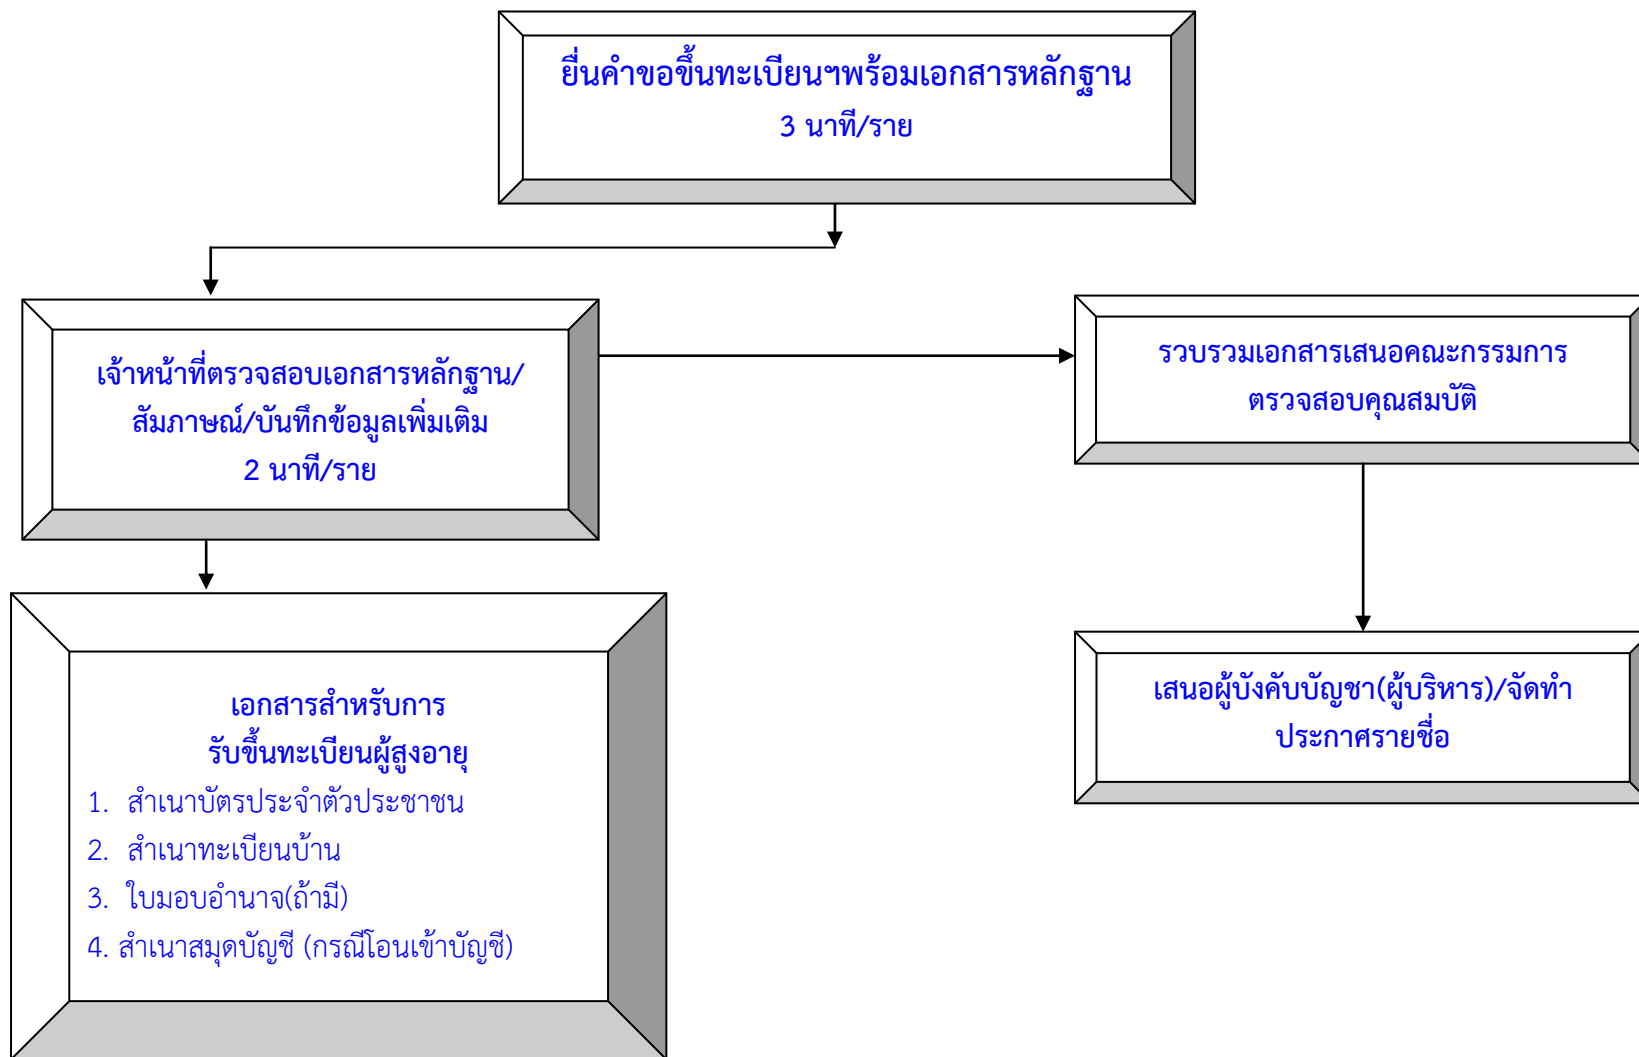 ยื่นคำขอขึ้นทะเบียนฯพร้อมเอกสารหลักฐาน
3 นาที/ราย
เจ้าหน้าที่ตรวจสอบเอกสารหลักฐาน/
สัมภาษณ์/บันทึกข้อมูลเพิ่มเติม
2 นาที/ราย
รวบรวมเอกสารเสนอคณะกรรมการ
ตรวจสอบคุณสมบัติ
เอกสารสำหรับการ
รับขึ้นทะเบียนผู้สูงอายุ
1. สำเนาบัตรประจำตัวประชาชน
2. สำเนาทะเบียนบ้าน
3. ใบมอบอำนาจ(ถ้ามี)
4. สำเนาสมุดบัญชี (กรณีโอนเข้าบัญชี)
เสนอผู้บังคับบัญชา(ผู้บริหาร)/จัดทำ
ประกาศรายชื่อ